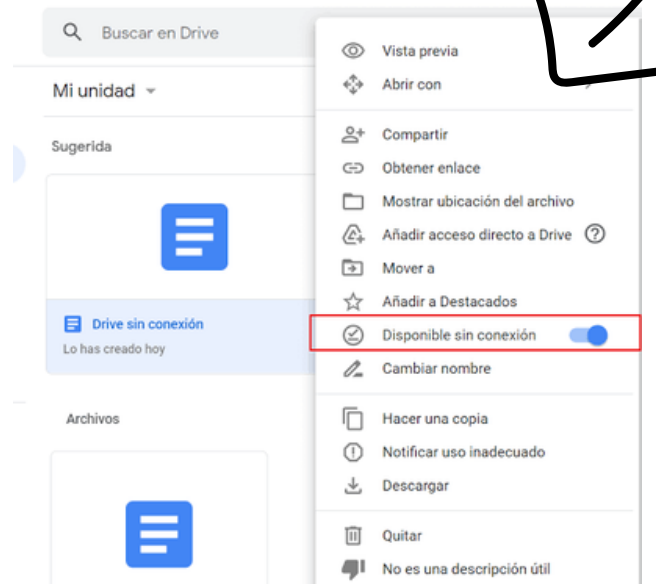 Buscar en Drive
Mi unidad
Sugerida
Drive sin conexión
Lo has creado hoy
Archivos
Vista previa
Abrir con
Compartir
Obtener enlace
Mostrar ubicación del archivo
Añadir acceso directo a Drive
Mover a
Añadir a Destacados
Disponible sin conexión
Cambiar nombre
Hacer una copia
Notificar uso inadecuado
Descargar
Quitar
No es una descripción útil